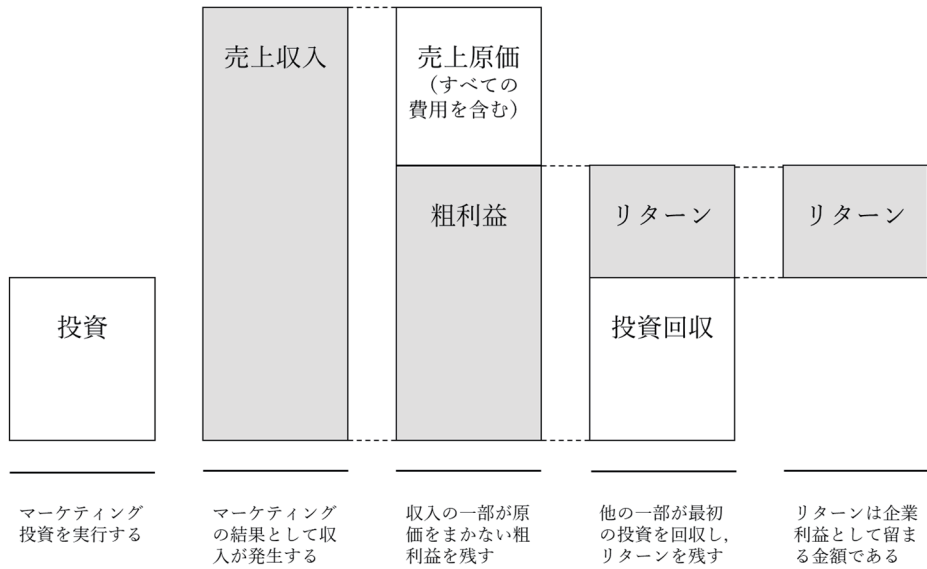 売上収入
売上原価
（すべての
費用を含む）
粗利益
リターン
リターン
投資
投資回収
マーケティング
投資を実行する
マーケティング
の結果として収
入が発生する
収入の一部が原
価をまかない粗
利益を残す
他の一部が最初
の投資を回収し，
リターンを残す
リターンは企業
利益として留ま
る金額である